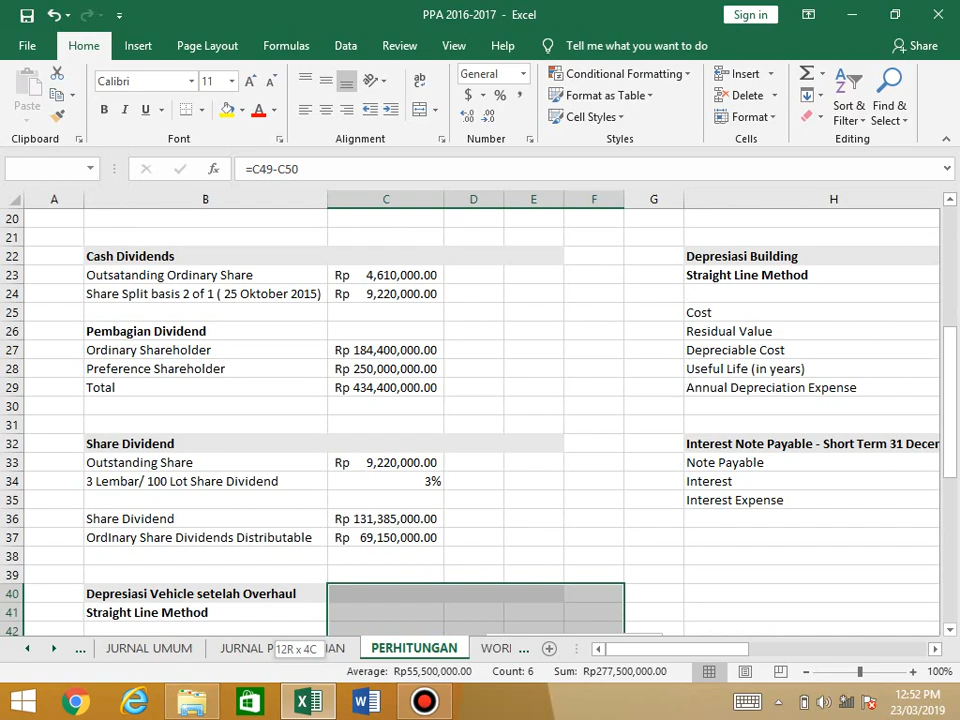 PPA 2016-2017 - Excel
Sign in
File Home Insert Page Layout Formulas Data Review View Help Tell me what you want to do Share
Paste
Clipboard
Calibri 11
B I U A
Font
ab
Alignment
General
$ % ,
Number
Conditional Formatting
Format as Table
Cell Styles
Styles
Insert
Delete
Format
Cells
Sort &
Filter
Find &
Select
Editing
fx =C49-C50
A B C D E F G H
20
21
22 Cash Dividends Depresiasi Building
23 Outsatanding Ordinary Share Rp 4,610,000.00 Straight Line Method
24 Share Split basis 2 of 1 ( 25 Oktober 2015) Rp 9,220,000.00
25 Cost
26 Pembagian Dividend Residual Value
27 Ordinary Shareholder Rp 184,400,000.00 Depreciable Cost
28 Preference Shareholder Rp 250,000,000.00 Useful Life (in years)
29 Total Rp 434,400,000.00 Annual Depreciation Expense
30
31
32 Share Dividend Interest Note Payable - Short Term 31 Decer
33 Outstanding Share Rp 9,220,000.00 Note Payable
34 3 Lembar/ 100 Lot Share Dividend 3% Interest
35 Interest Expense
36 Share Dividend Rp 131,385,000.00
37 OrdInary Share Dividends Distributable Rp 69,150,000.00
38
39
40 Depresiasi Vehicle setelah Overhaul
41 Straight Line Method
42
... JURNAL UMUM JURNAL P 12R x 4C AN PERHITUNGAN WORI ...
Average: Rp55,500,000.00 Count: 6 Sum: Rp277,500,000.00 100%
12:52 PM
23/03/2019